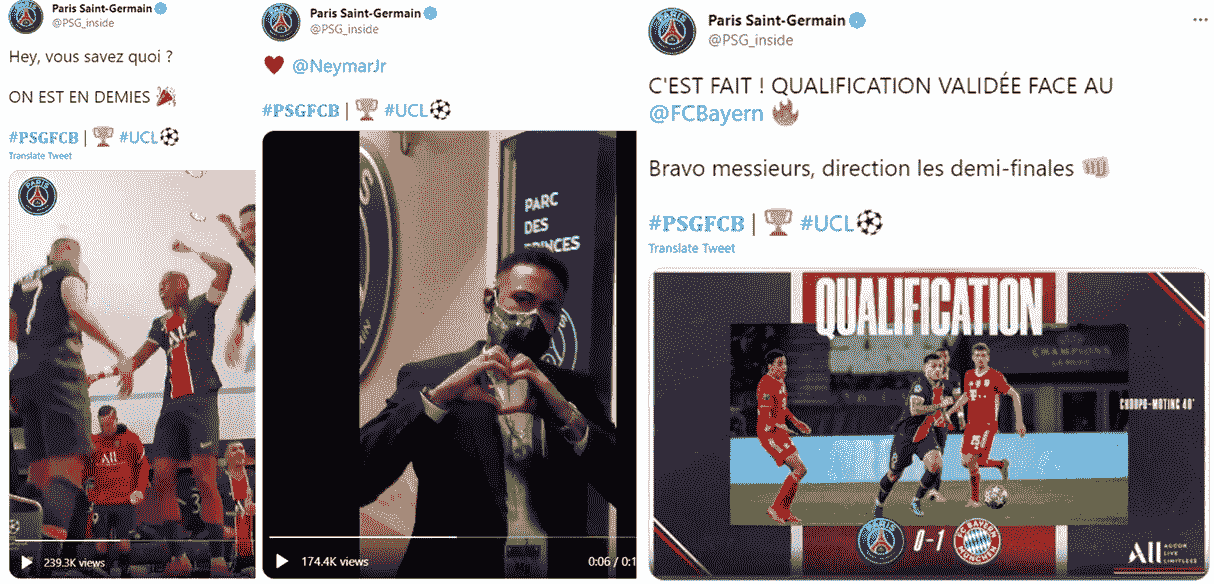 Paris Saint-Germain
@PSG_inside
Hey, vous savez quoi ?
ON EST EN DEMIES 🎉
#PSGFCB | 🏆 #UCL⚽
Translate Tweet
PARIS
239.3K views
Paris Saint-Germain
@PSG_inside
♥ @NeymarJr
#PSGFCB | 🏆 #UCL⚽
PARC
DES
PRINCES
174.4K views
0:06 / 0:1
Paris Saint-Germain
@PSG_inside
C'EST FAIT ! QUALIFICATION VALIDÉE FACE AU
@FCBayern 🔥
Bravo messieurs, direction les demi-finales 👊
#PSGFCB | 🏆 #UCL⚽
Translate Tweet
QUALIFICATION
CHAMPIONS
CHOUPO-MOTING 40'
PARIS
0-1
FC BAYERN
MÜNCHEN
ALL ACCOR
LIVE
LIMITLESS